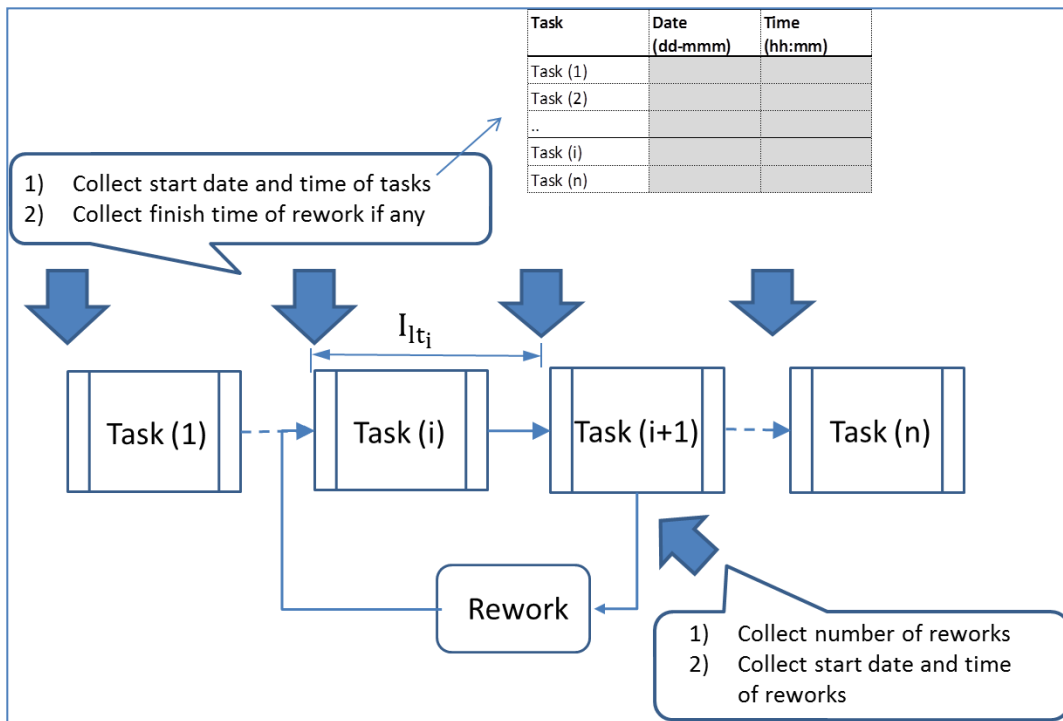 Task Date Time
(dd-mmm) (hh:mm)
Task (1)
Task (2)
..
Task (i)
Task (n)
1) Collect start date and time of tasks
2) Collect finish time of rework if any
I_lt_i
Task (1) Task (i) Task (i+1) Task (n)
Rework
1) Collect number of reworks
2) Collect start date and time
of reworks